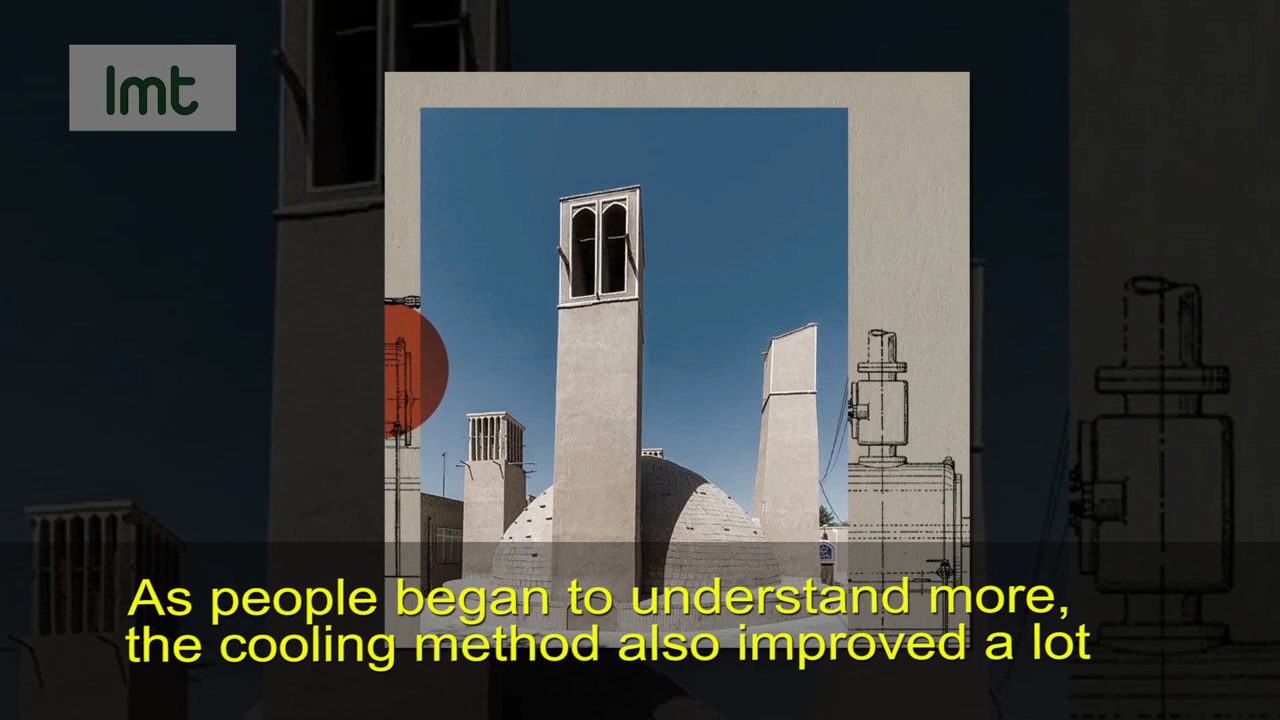 lmt
As people began to understand more,
the cooling method also improved a lot